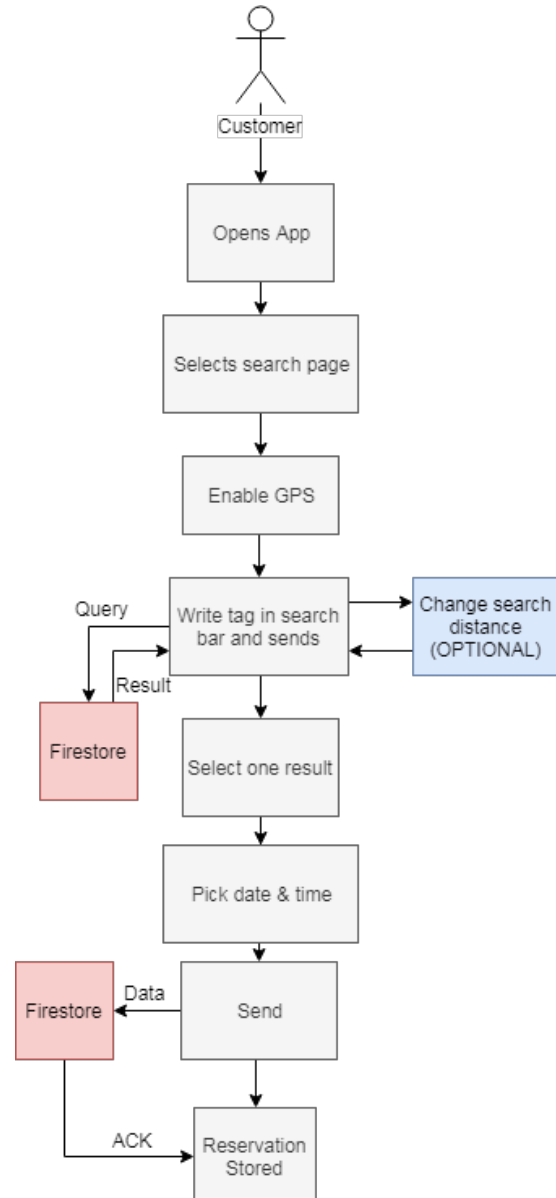 Customer
Opens App
Selects search page
Enable GPS
Query
Write tag in search
bar and sends
Change search
distance
(OPTIONAL)
Result
Firestore
Select one result
Pick date & time
Firestore
Data
Send
ACK
Reservation
Stored